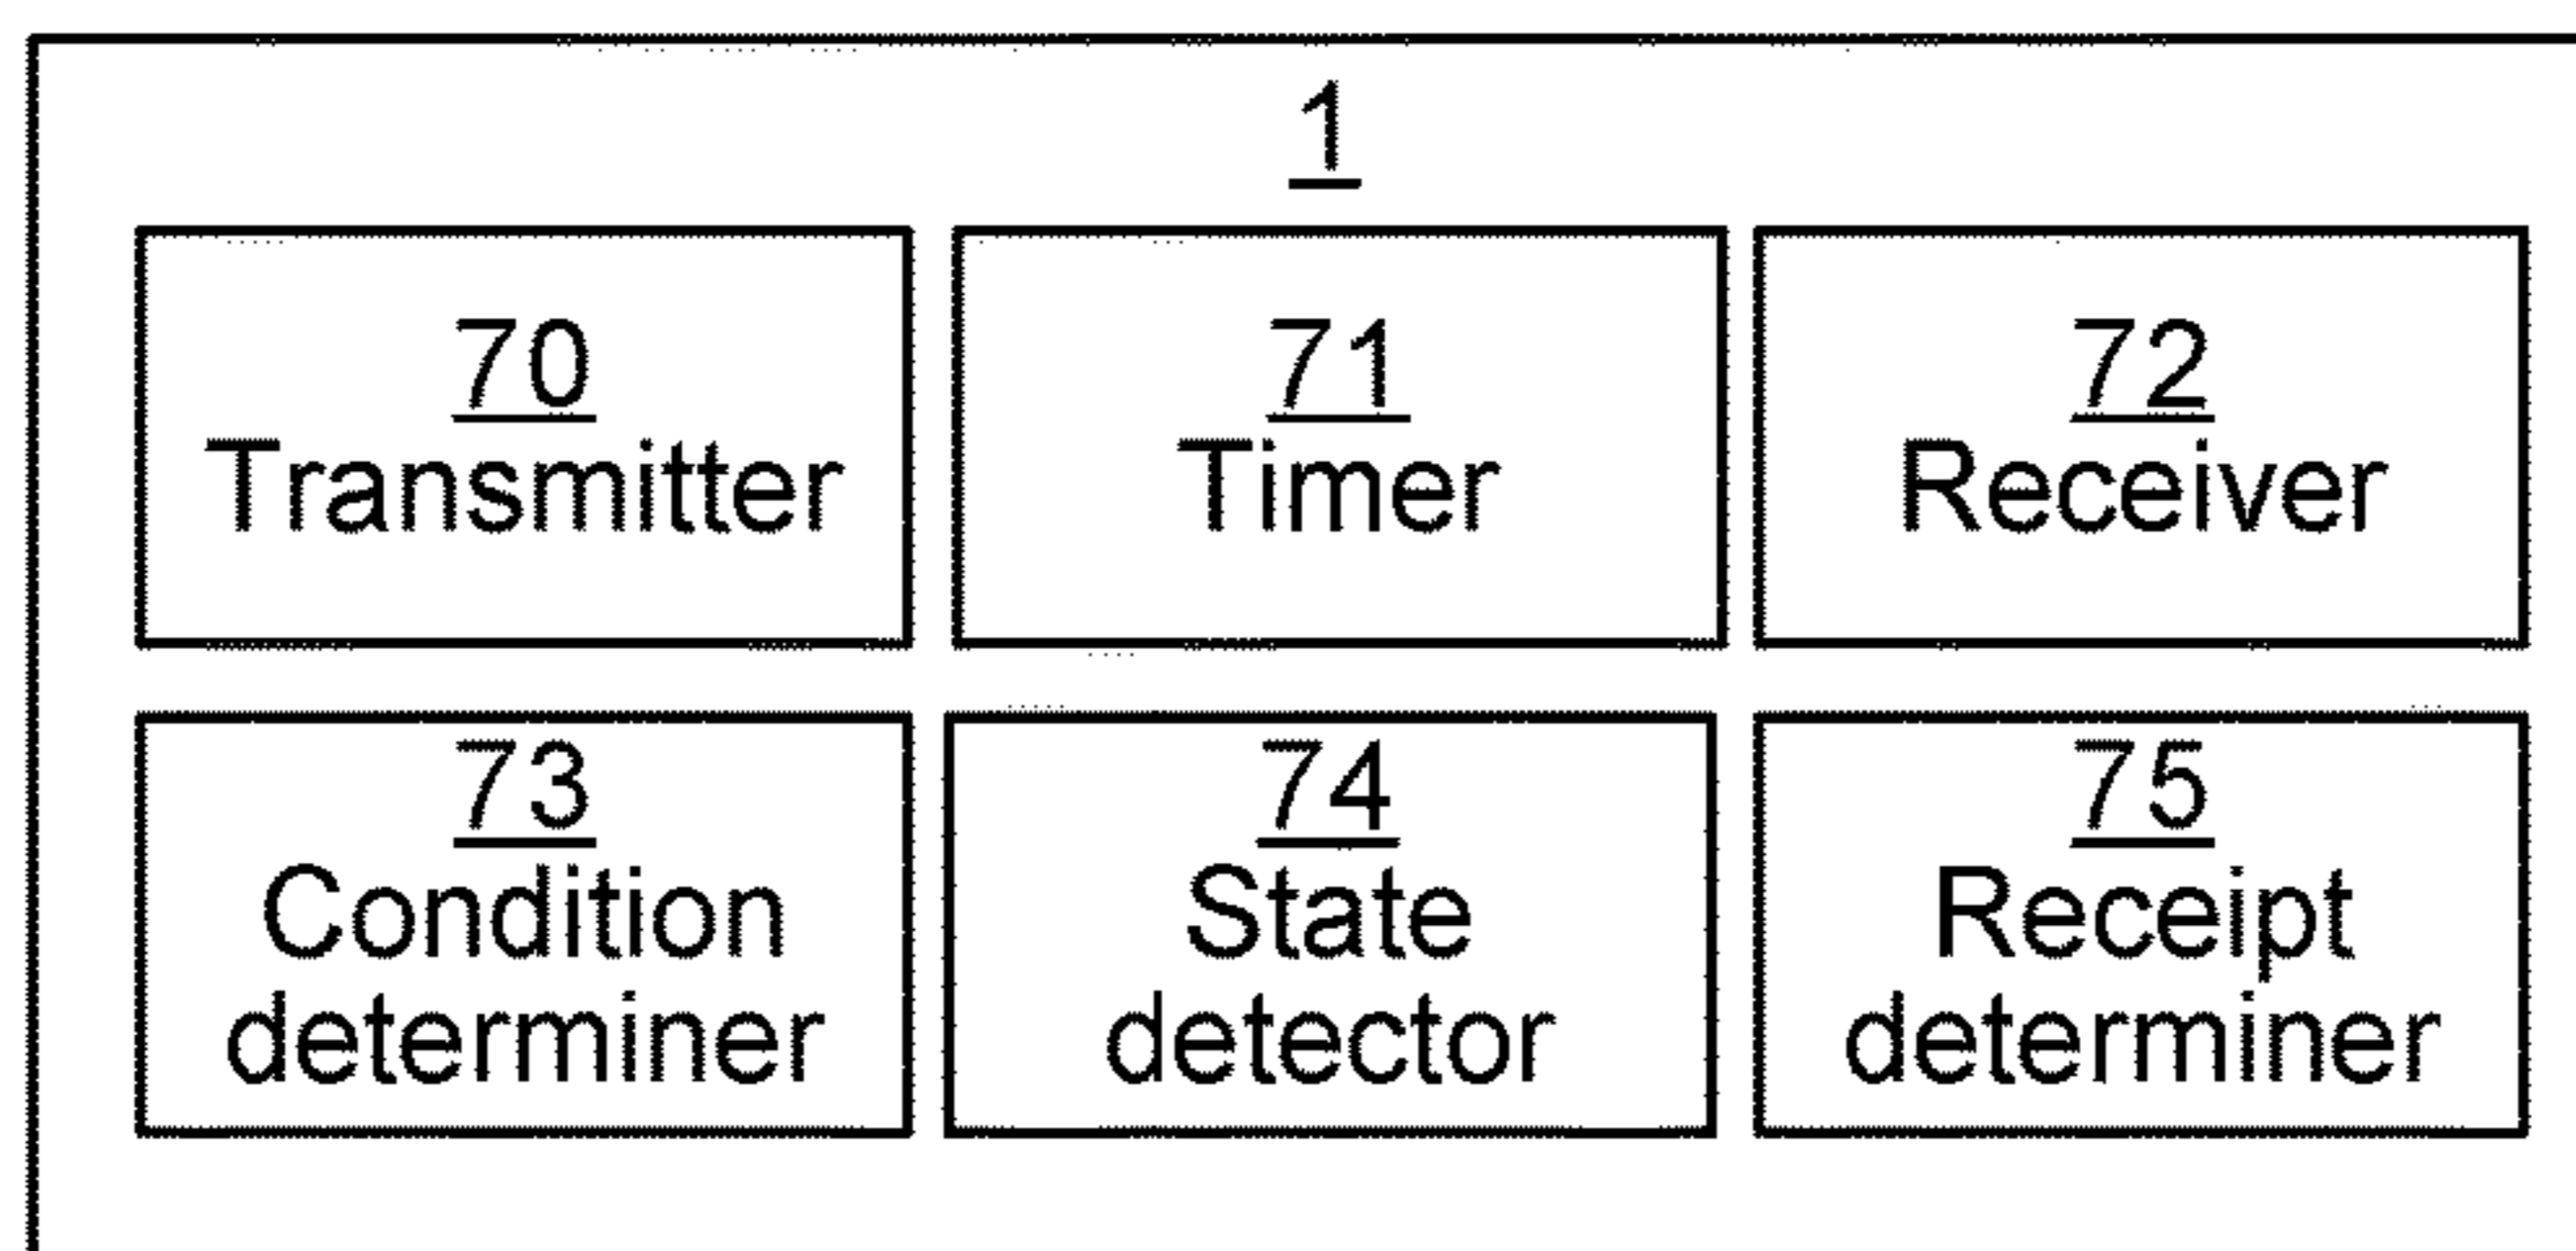 1
70
Transmitter
71
Timer
72
Receiver
73
Condition
determiner
74
State
detector
75
Receipt
determiner